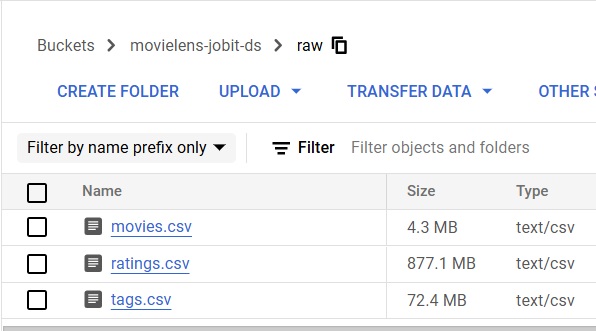 Buckets > movielens-jobit-ds > raw
CREATE FOLDER UPLOAD TRANSFER DATA OTHER
Filter by name prefix only Filter Filter objects and folders
Name Size Type
movies.csv 4.3 MB text/csv
ratings.csv 877.1 MB text/csv
tags.csv 72.4 MB text/csv